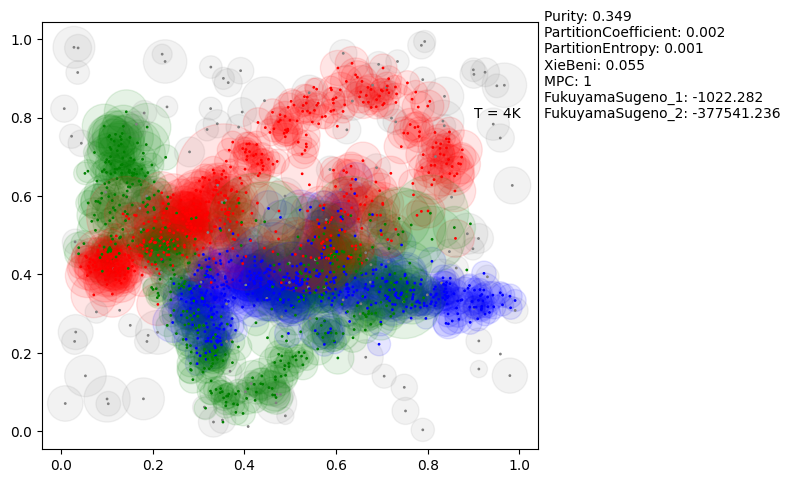 Purity: 0.349
PartitionCoefficient: 0.002
PartitionEntropy: 0.001
XieBeni: 0.055
MPC: 1
FukuyamaSugeno_1: -1022.282
FukuyamaSugeno_2: -377541.236
T = 4K
1.0
0.8
0.6
0.4
0.2
0.0
0.0 0.2 0.4 0.6 0.8 1.0